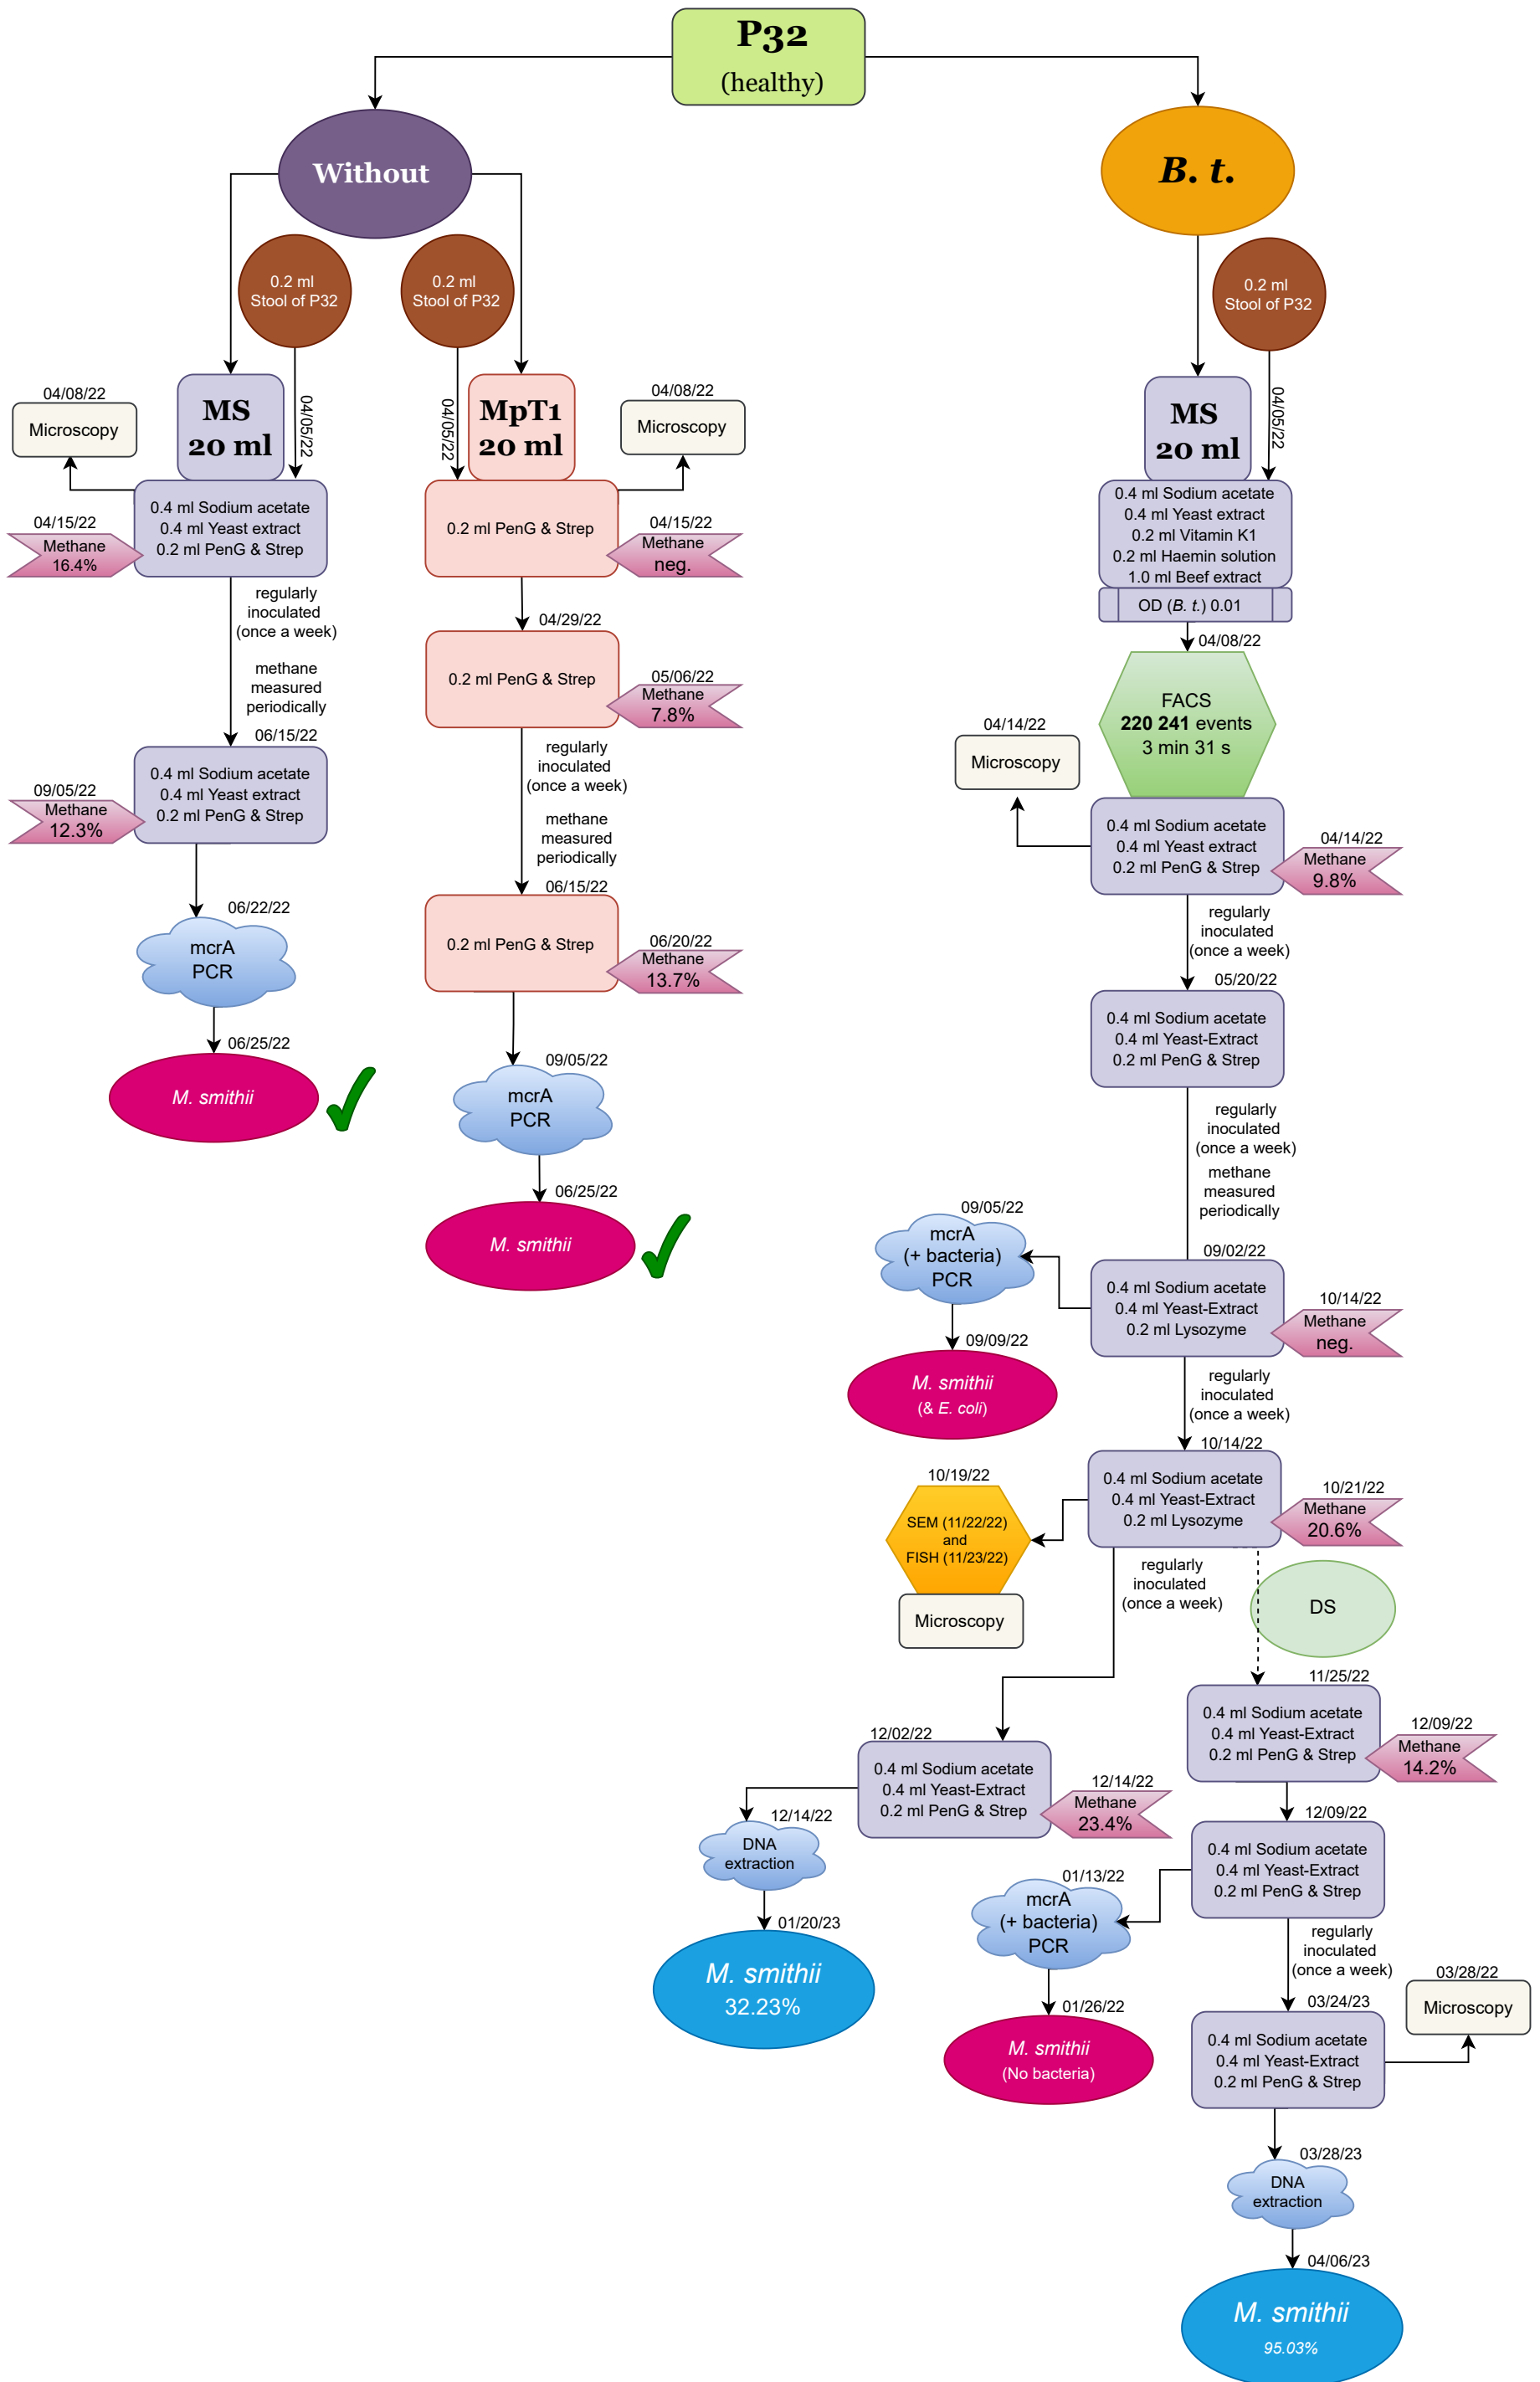 P32
(healthy)
Without
0.2 ml
Stool of P32
0.2 ml
Stool of P32
04/08/22
Microscopy
MS
20 ml
04/05/22
04/05/22
MpT1
20 ml
04/08/22
Microscopy
04/15/22
Methane
16.4%
0.4 ml Sodium acetate
0.4 ml Yeast extract
0.2 ml PenG & Strep
0.2 ml PenG & Strep
04/15/22
Methane
neg.
regularly
inoculated
(once a week)
methane
measured
periodically
06/15/22
09/05/22
Methane
12.3%
0.4 ml Sodium acetate
0.4 ml Yeast extract
0.2 ml PenG & Strep
06/22/22
mcrA
PCR
06/25/22
M. smithii
04/29/22
0.2 ml PenG & Strep
05/06/22
Methane
7.8%
regularly
inoculated
(once a week)
methane
measured
periodically
06/15/22
0.2 ml PenG & Strep
06/20/22
Methane
13.7%
09/05/22
mcrA
PCR
06/25/22
M. smithii
B. t.
0.2 ml
Stool of P32
MS
20 ml
04/05/22
0.4 ml Sodium acetate
0.4 ml Yeast extract
0.2 ml Vitamin K1
0.2 ml Haemin solution
1.0 ml Beef extract
OD (B. t.) 0.01
04/08/22
FACS
220 241 events
3 min 31 s
04/14/22
Microscopy
0.4 ml Sodium acetate
0.4 ml Yeast extract
0.2 ml PenG & Strep
04/14/22
Methane
9.8%
regularly
inoculated
(once a week)
05/20/22
0.4 ml Sodium acetate
0.4 ml Yeast-Extract
0.2 ml PenG & Strep
regularly
inoculated
(once a week)
methane
measured
periodically
09/02/22
09/05/22
mcrA
(+ bacteria)
PCR
0.4 ml Sodium acetate
0.4 ml Yeast-Extract
0.2 ml Lysozyme
10/14/22
Methane
neg.
09/09/22
M. smithii
(& E. coli)
regularly
inoculated
(once a week)
10/14/22
10/19/22
SEM (11/22/22)
and
FISH (11/23/22)
Microscopy
0.4 ml Sodium acetate
0.4 ml Yeast-Extract
0.2 ml Lysozyme
10/21/22
Methane
20.6%
regularly
inoculated
(once a week)
DS
12/02/22
0.4 ml Sodium acetate
0.4 ml Yeast-Extract
0.2 ml PenG & Strep
12/14/22
Methane
23.4%
12/14/22
DNA
extraction
01/20/23
M. smithii
32.23%
11/25/22
0.4 ml Sodium acetate
0.4 ml Yeast-Extract
0.2 ml PenG & Strep
12/09/22
Methane
14.2%
12/09/22
0.4 ml Sodium acetate
0.4 ml Yeast-Extract
0.2 ml PenG & Strep
01/13/22
mcrA
(+ bacteria)
PCR
01/26/22
M. smithii
(No bacteria)
regularly
inoculated
(once a week)
03/24/23
0.4 ml Sodium acetate
0.4 ml Yeast-Extract
0.2 ml PenG & Strep
03/28/22
Microscopy
03/28/23
DNA
extraction
04/06/23
M. smithii
95.03%